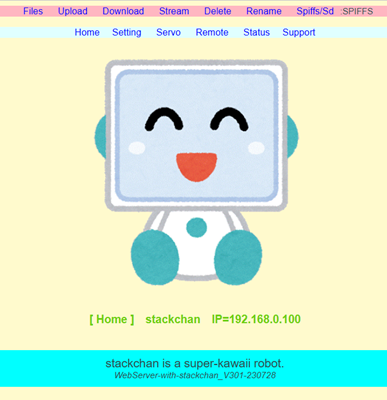 Files Upload Download Stream Delete Rename Spiffs/Sd :SPIFFS
Home Setting Servo Remote Status Support
[ Home ] stackchan IP=192.168.0.100
stackchan is a super-kawaii robot.
WebServer-with-stackchan_V301-230728